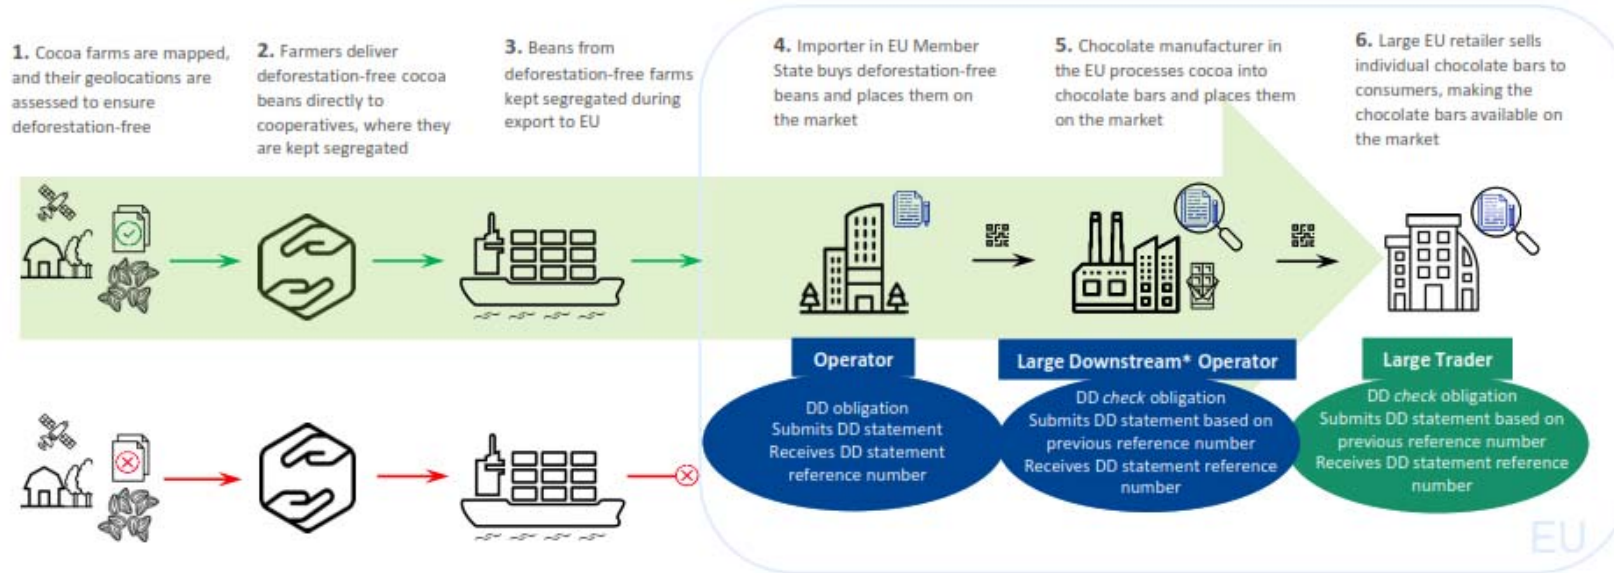 1. Cocoa farms are mapped,
and their geolocations are
assessed to ensure
deforestation-free
2. Farmers deliver
deforestation-free cocoa
beans directly to
cooperatives, where they
are kept segregated
3. Beans from
deforestation-free farms
kept segregated during
export to EU
4. Importer in EU Member
State buys deforestation-free
beans and places them on
the market
5. Chocolate manufacturer in
the EU processes cocoa into
chocolate bars and places them
on the market
6. Large EU retailer sells
individual chocolate bars to
consumers, making the
chocolate bars available on
the market
Operator
DD obligation
Submits DD statement
Receives DD statement
reference number
Large Downstream* Operator
DD check obligation
Submits DD statement based on
previous reference number
Receives DD statement reference
number
Large Trader
DD check obligation
Submits DD statement based on
previous reference number
Receives DD statement reference
number
EU